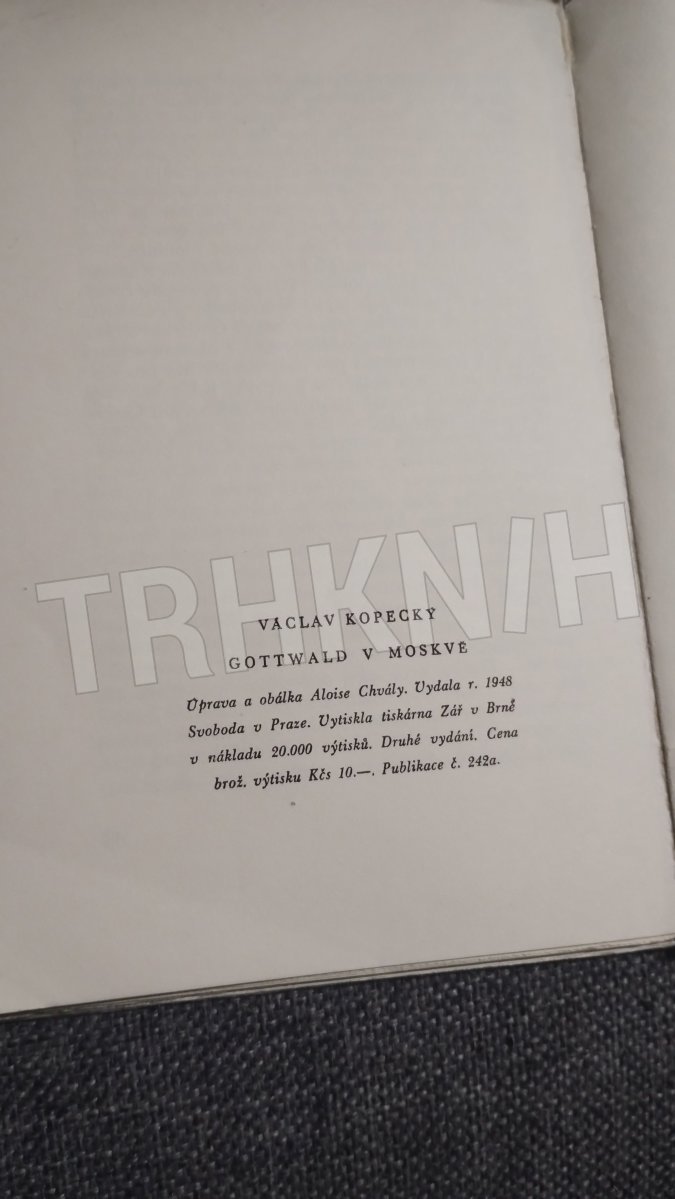 TRHKNIH
VÁCLAV KOPECKÝ
GOTTWALD V MOSKVĚ
Úprava a obálka Aloise Chvály. Vydala r. 1948
Svoboda v Praze. Vytiskla tiskárna Zář v Brně
v nákladu 20.000 výtisků. Druhé vydání. Cena
brož. výtisku Kčs 10.—. Publikace č. 242a.